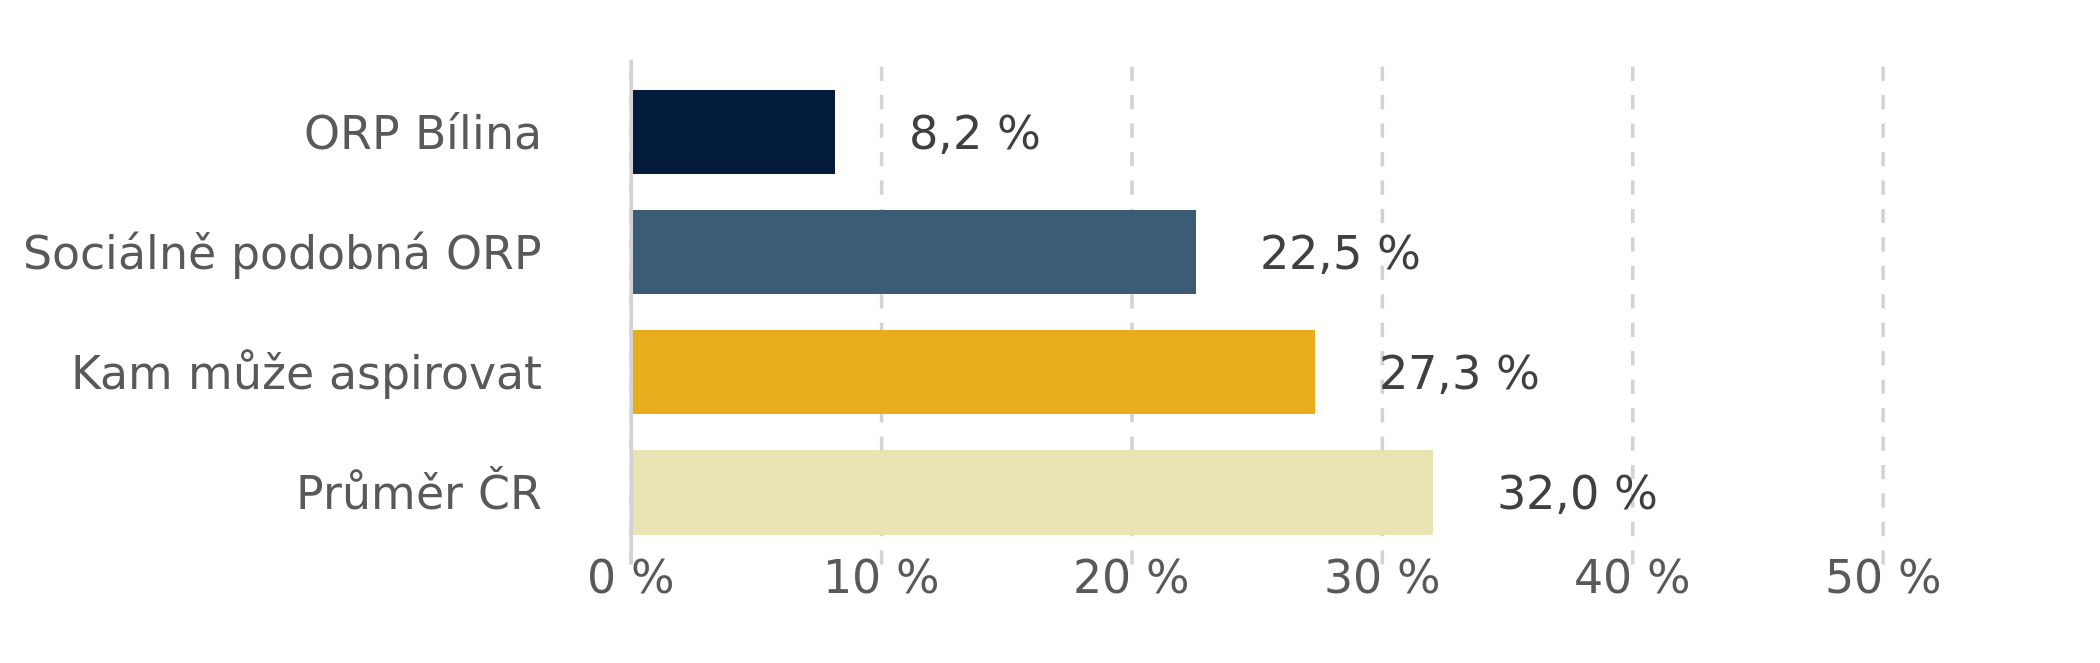 ORP Bílina
8,2 %
Sociálně podobná ORP
22,5 %
Kam může aspirovat
27,3 %
Průměr ČR
32,0 %
0 % 10 % 20 % 30 % 40 % 50 %